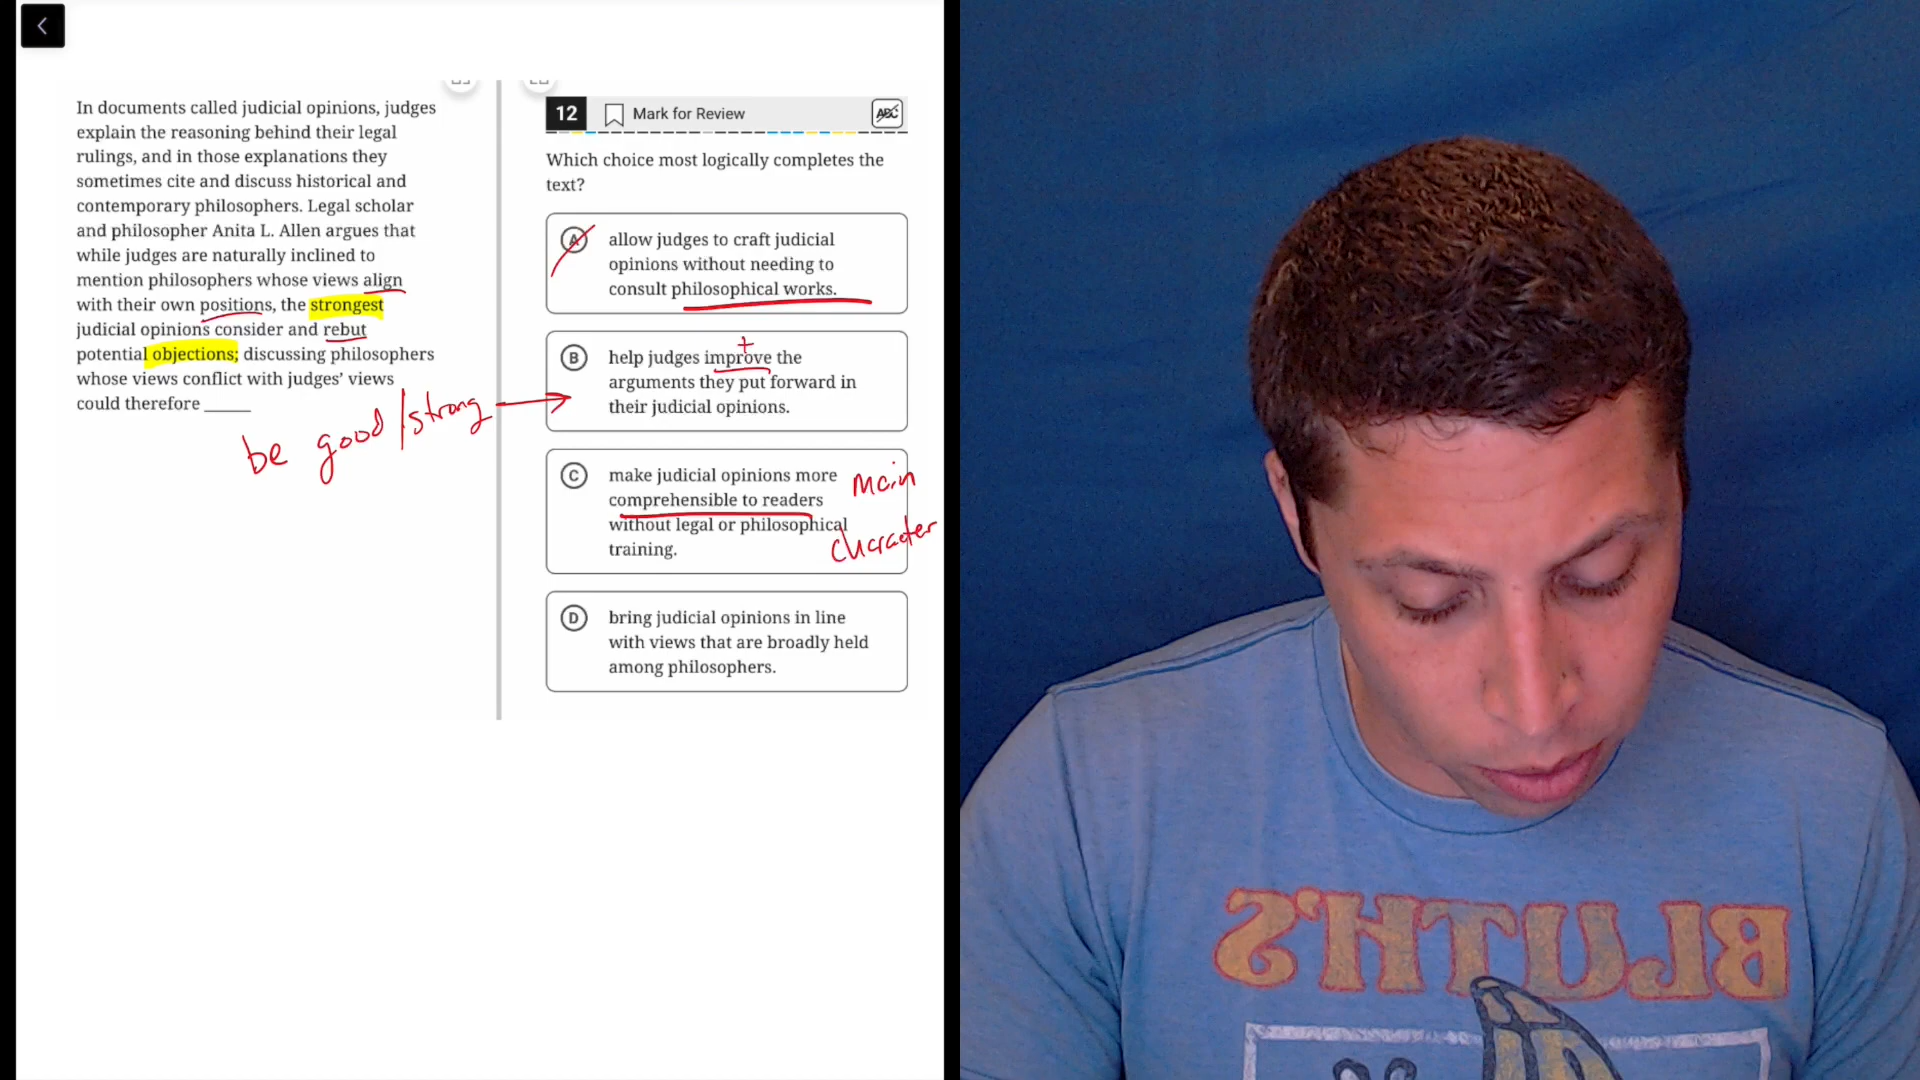 In documents called judicial opinions, judges
explain the reasoning behind their legal
rulings, and in those explanations they
sometimes cite and discuss historical and
contemporary philosophers. Legal scholar
and philosopher Anita L. Allen argues that
while judges are naturally inclined to
mention philosophers whose views align
with their own positions, the strongest
judicial opinions consider and rebut
potential objections; discussing philosophers
whose views conflict with judges' views
could therefore _____
be good/strong
12 Mark for Review ABC
Which choice most logically completes the
text?
A allow judges to craft judicial
opinions without needing to
consult philosophical works.
+
B help judges improve the
arguments they put forward in
their judicial opinions.
C make judicial opinions more
comprehensible to readers
without legal or philosophical
training.
main
character
D bring judicial opinions in line
with views that are broadly held
among philosophers.
BLUTH'S